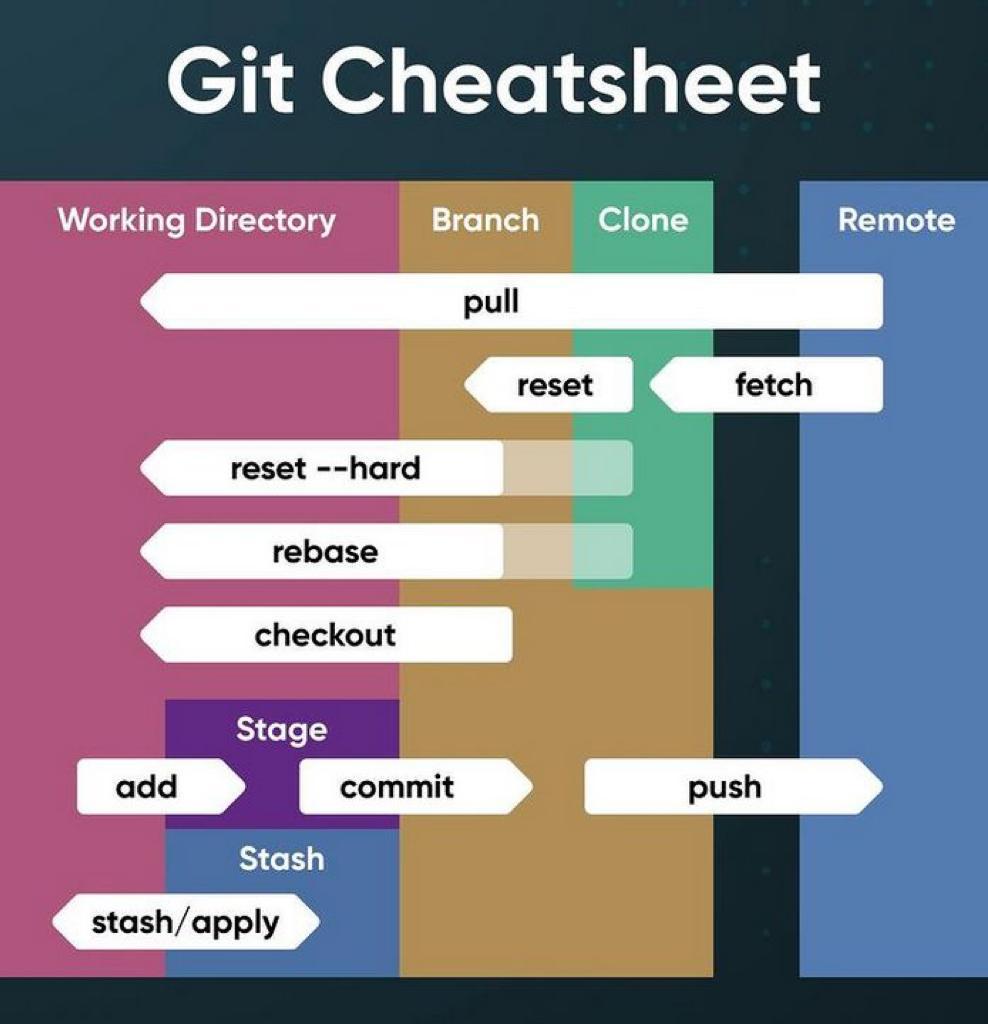 Git Cheatsheet
Working Directory Branch Clone Remote
pull
reset fetch
reset --hard
rebase
checkout
Stage
add commit push
Stash
stash/apply